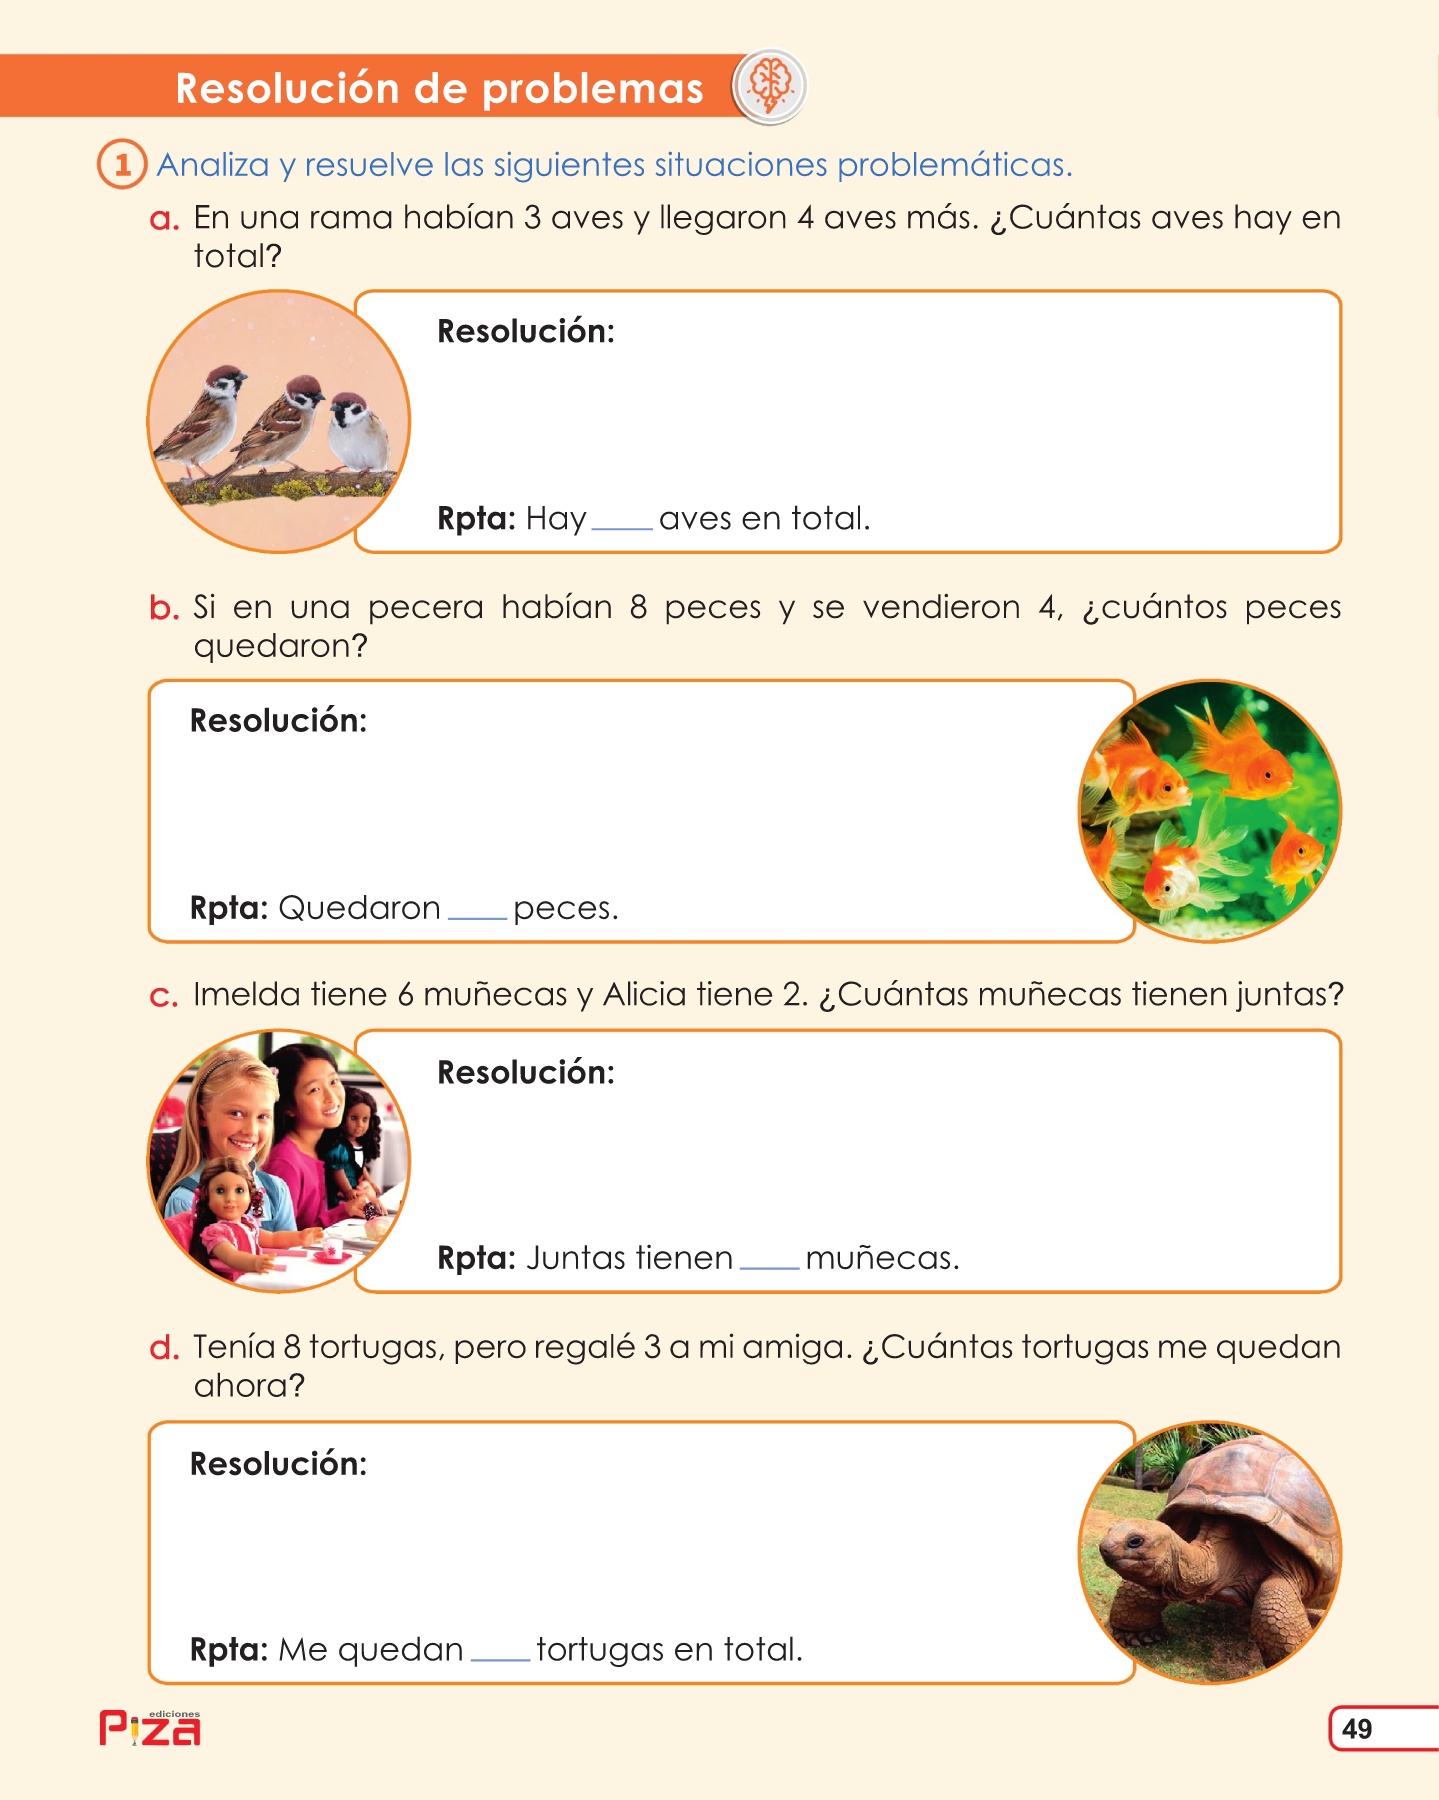 Resolución de problemas
1 Analiza y resuelve las siguientes situaciones problemáticas.
a. En una rama habían 3 aves y llegaron 4 aves más. ¿Cuántas aves hay en
total?
Resolución:
Rpta: Hay ____ aves en total.
b. Si en una pecera habían 8 peces y se vendieron 4, ¿cuántos peces
quedaron?
Resolución:
Rpta: Quedaron ____ peces.
c. Imelda tiene 6 muñecas y Alicia tiene 2. ¿Cuántas muñecas tienen juntas?
Resolución:
Rpta: Juntas tienen ____ muñecas.
d. Tenía 8 tortugas, pero regalé 3 a mi amiga. ¿Cuántas tortugas me quedan
ahora?
Resolución:
Rpta: Me quedan ____ tortugas en total.
ediciones
Piza
49